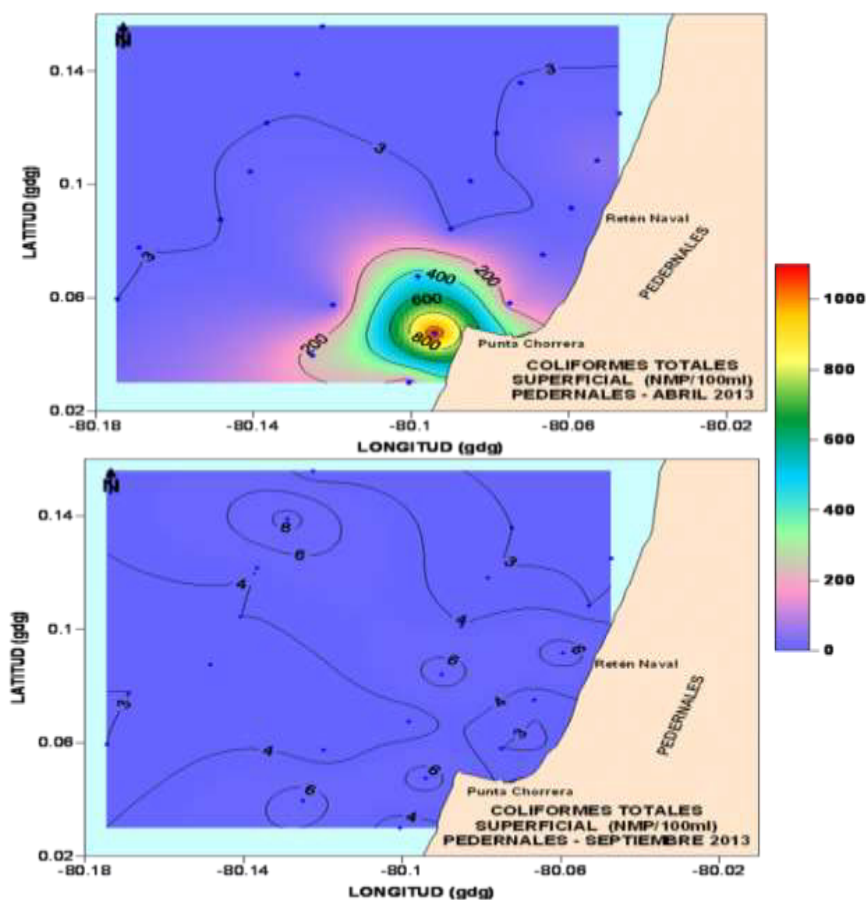 N
0.14
0.1
0.06
0.02
LATITUD (gdg)
3
3
3
3
200
400
600
800
200
Retén Naval
PEDERNALES
Punta Chorrera
COLIFORMES TOTALES
SUPERFICIAL (NMP/100ml)
PEDERNALES - ABRIL 2013
-80.18
-80.14
-80.1
-80.06
-80.02
LONGITUD (gdg)
1000
800
600
400
200
0
N
0.14
0.1
0.06
0.02
LATITUD (gdg)
8
6
3
4
4
6
6
3
4
3
4
6
6
4
Retén Naval
PEDERNALES
Punta Chorrera
COLIFORMES TOTALES
SUPERFICIAL (NMP/100ml)
PEDERNALES - SEPTIEMBRE 2013
-80.18
-80.14
-80.1
-80.06
-80.02
LONGITUD (gdg)